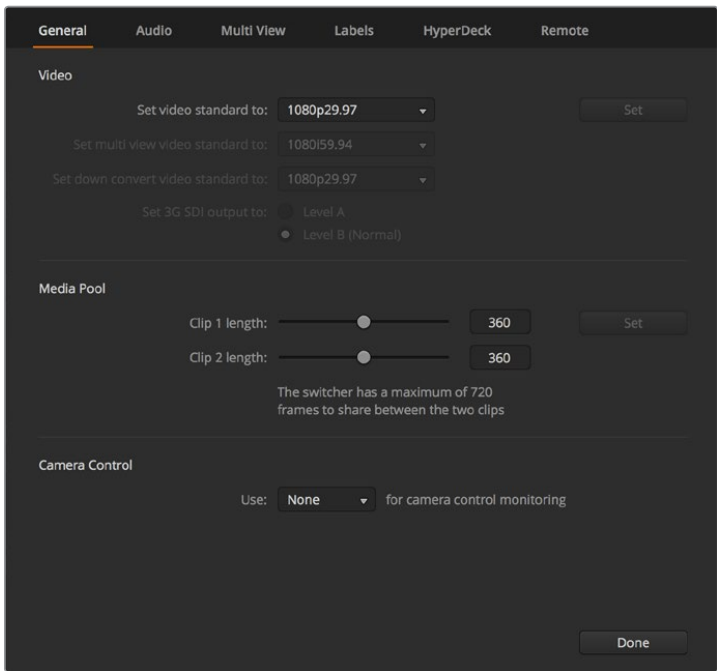 General Audio Multi View Labels HyperDeck Remote
Video
Set video standard to: 1080p29.97 Set
Set multi view video standard to: 1080i59.94
Set down convert video standard to: 1080p29.97
Set 3G SDI output to: Level A
Level B (Normal)
Media Pool
Clip 1 length: 360 Set
Clip 2 length: 360
The switcher has a maximum of 720
frames to share between the two clips
Camera Control
Use: None for camera control monitoring
Done